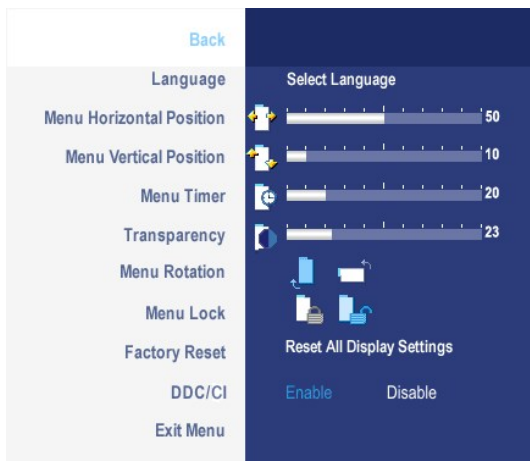 Back
Language Select Language
Menu Horizontal Position 50
Menu Vertical Position 10
Menu Timer 20
Transparency 23
Menu Rotation
Menu Lock
Factory Reset Reset All Display Settings
DDC/CI Enable Disable
Exit Menu